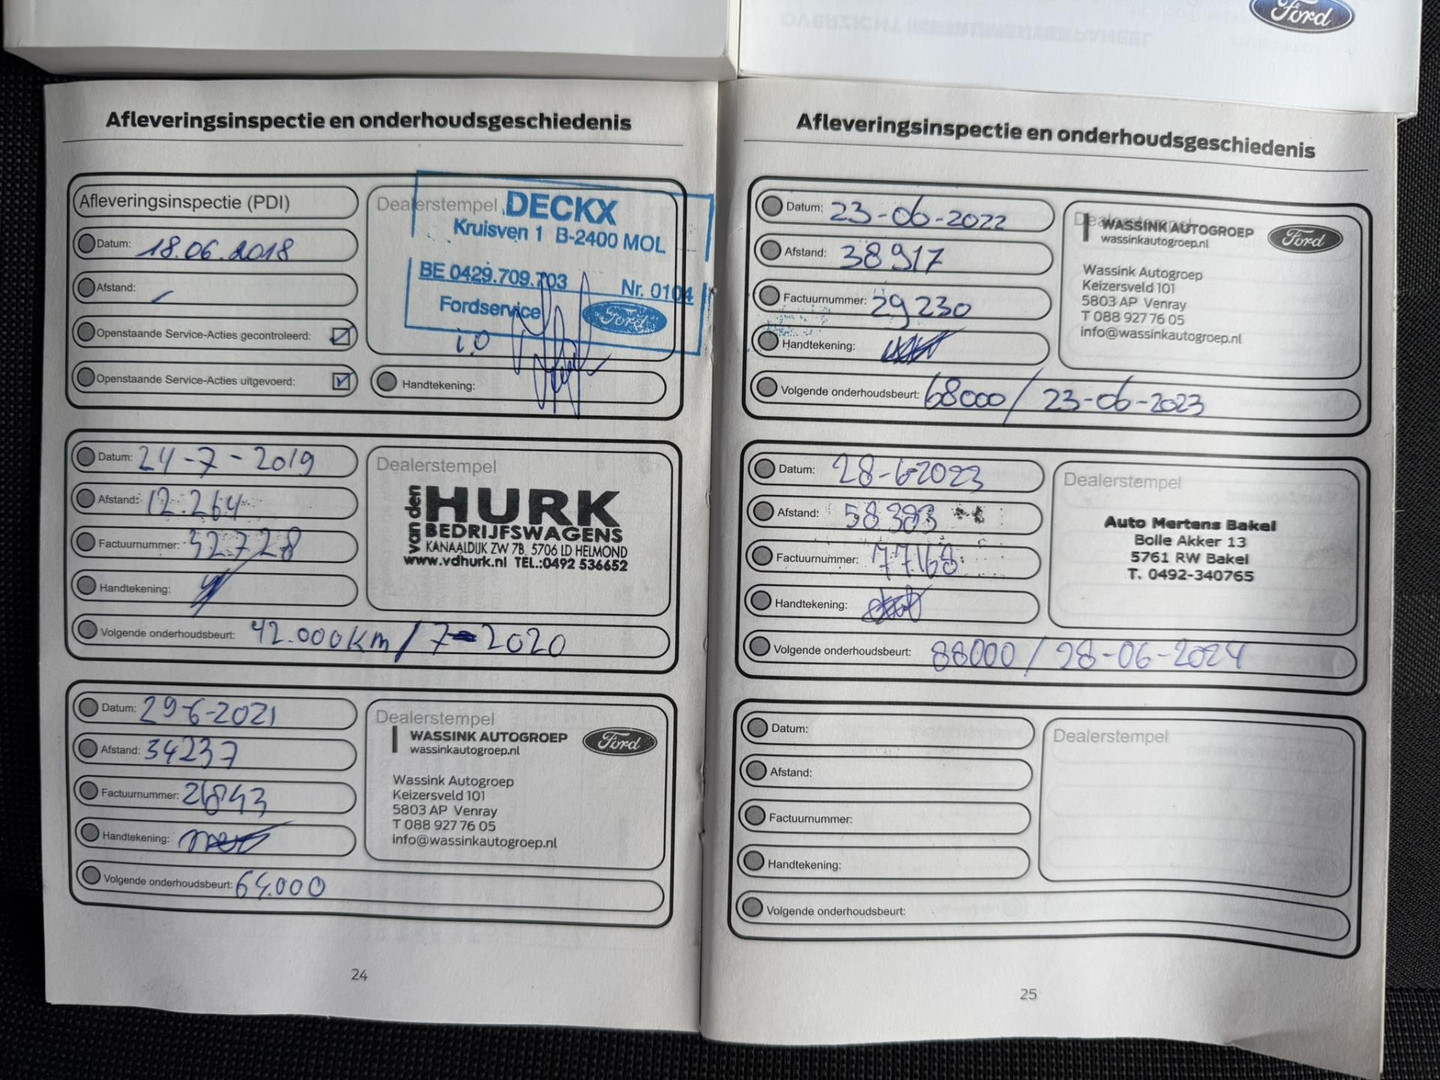 Ford
Afleveringsinspectie en onderhoudsgeschiedenis
Afleveringsinspectie (PDI)
Datum: 18.06.2018
Afstand: /
Openstaande Service-Acties gecontroleerd:
Openstaande Service-Acties uitgevoerd:
Dealerstempel
DECKX
Kruisven 1 B-2400 MOL
BE 0429.709.703 Nr. 0104
Fordservice Ford
i.o
Handtekening:
Datum: 24-7-2019
Afstand: 12.264
Factuurnummer: 32728
Handtekening:
Volgende onderhoudsbeurt: 42.000km/7-2020
Dealerstempel
van den HURK
BEDRIJFSWAGENS
KANAALDIJK ZW 7B, 5706 LD HELMOND
www.vdhurk.nl TEL.:0492 536652
Datum: 29-6-2021
Afstand: 34237
Factuurnummer: 26843
Handtekening:
Volgende onderhoudsbeurt: 64.000
Dealerstempel
WASSINK AUTOGROEP Ford
wassinkautogroep.nl
Wassink Autogroep
Keizersveld 101
5803 AP Venray
T 088 927 76 05
info@wassinkautogroep.nl
24
Afleveringsinspectie en onderhoudsgeschiedenis
Datum: 23-06-2022
Afstand: 38917
Factuurnummer: 29230
Handtekening:
Volgende onderhoudsbeurt: 68000/23-06-2023
Dealerstempel
WASSINK AUTOGROEP Ford
wassinkautogroep.nl
Wassink Autogroep
Keizersveld 101
5803 AP Venray
T 088 927 76 05
info@wassinkautogroep.nl
Datum: 28-6-2023
Afstand: 58383
Factuurnummer: 77168
Handtekening:
Volgende onderhoudsbeurt: 88000/28-06-2024
Dealerstempel
Auto Mertens Bakel
Bolle Akker 13
5761 RW Bakel
T. 0492-340765
Datum:
Afstand:
Factuurnummer:
Handtekening:
Volgende onderhoudsbeurt:
Dealerstempel
25